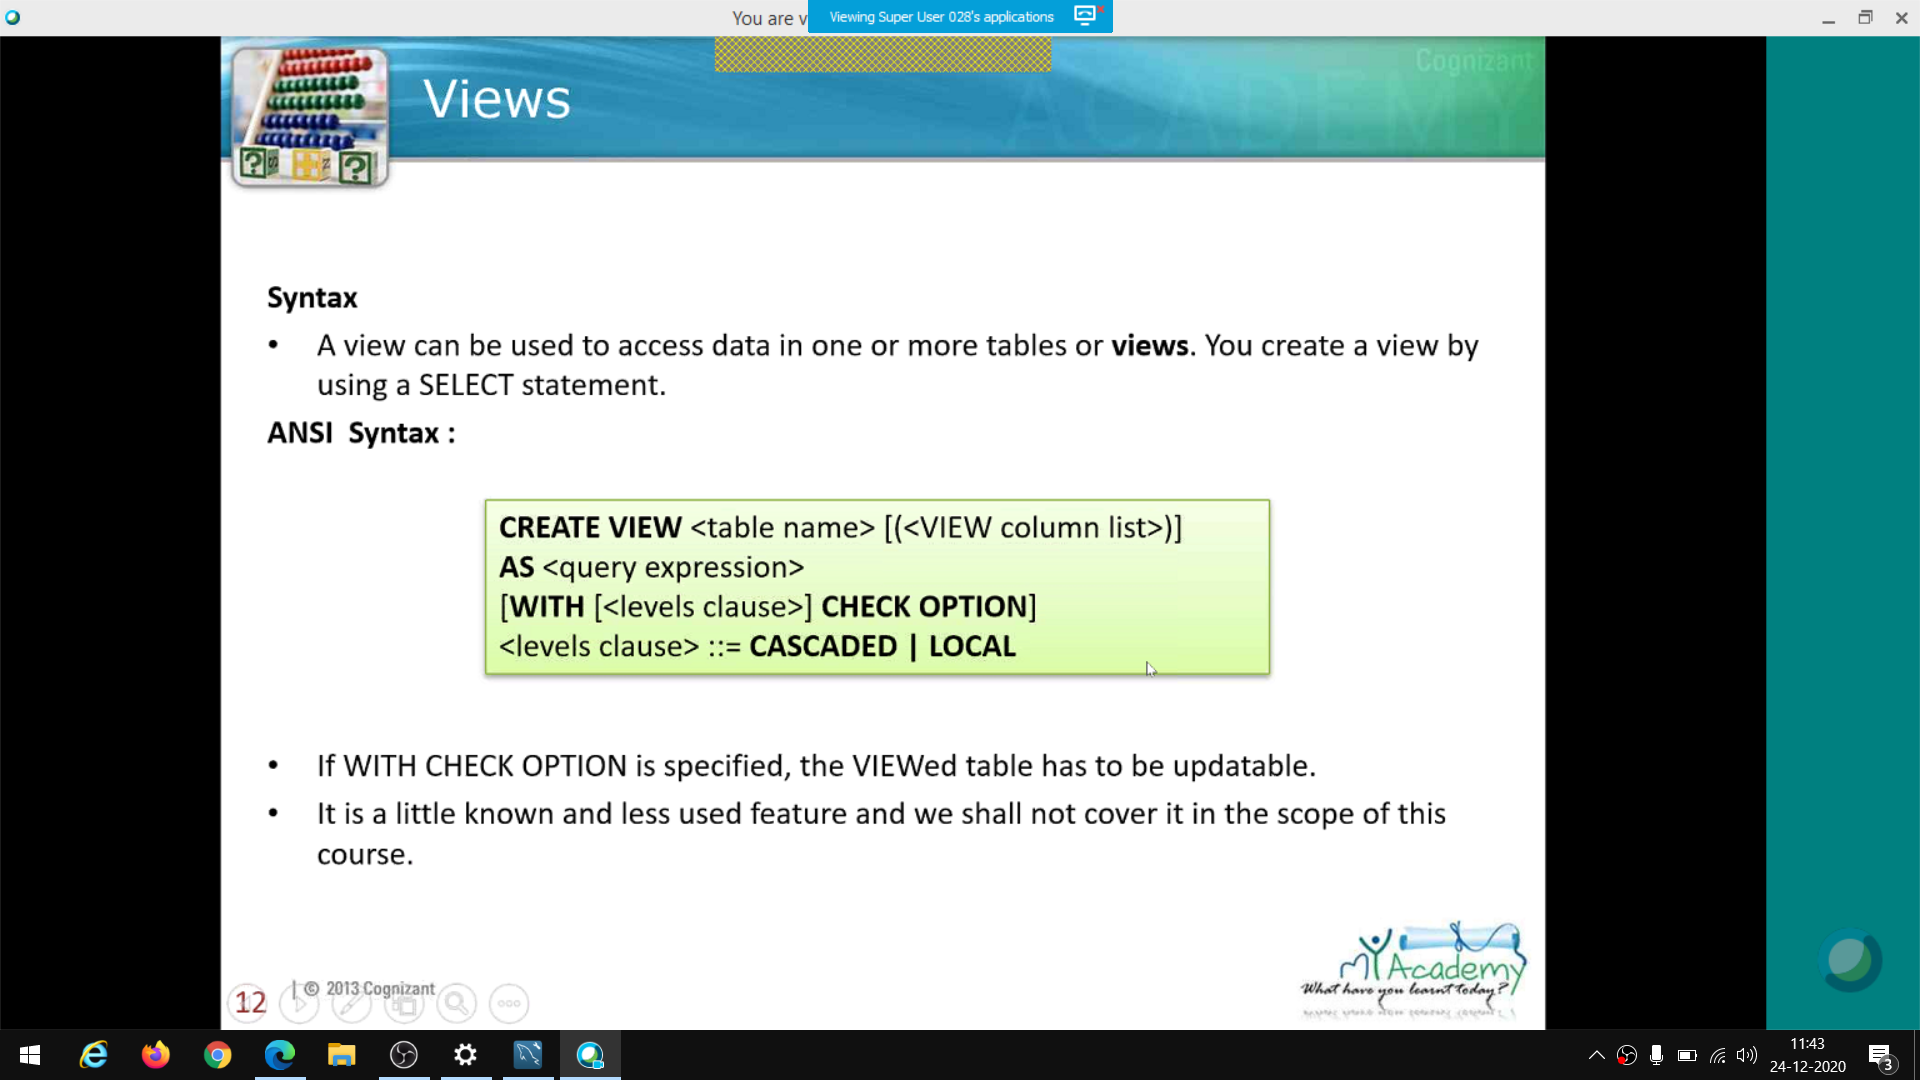 You are v
Viewing Super User 028's applications
Cognizant
ACADEMY
Views
Syntax
• A view can be used to access data in one or more tables or views. You create a view by
using a SELECT statement.
ANSI Syntax :
CREATE VIEW <table name> [(<VIEW column list>)]
AS <query expression>
[WITH [<levels clause>] CHECK OPTION]
<levels clause> ::= CASCADED | LOCAL
• If WITH CHECK OPTION is specified, the VIEWed table has to be updatable.
• It is a little known and less used feature and we shall not cover it in the scope of this
course.
12 | © 2013 Cognizant
MYAcademy
What have you learnt today?
11:43
24-12-2020
3